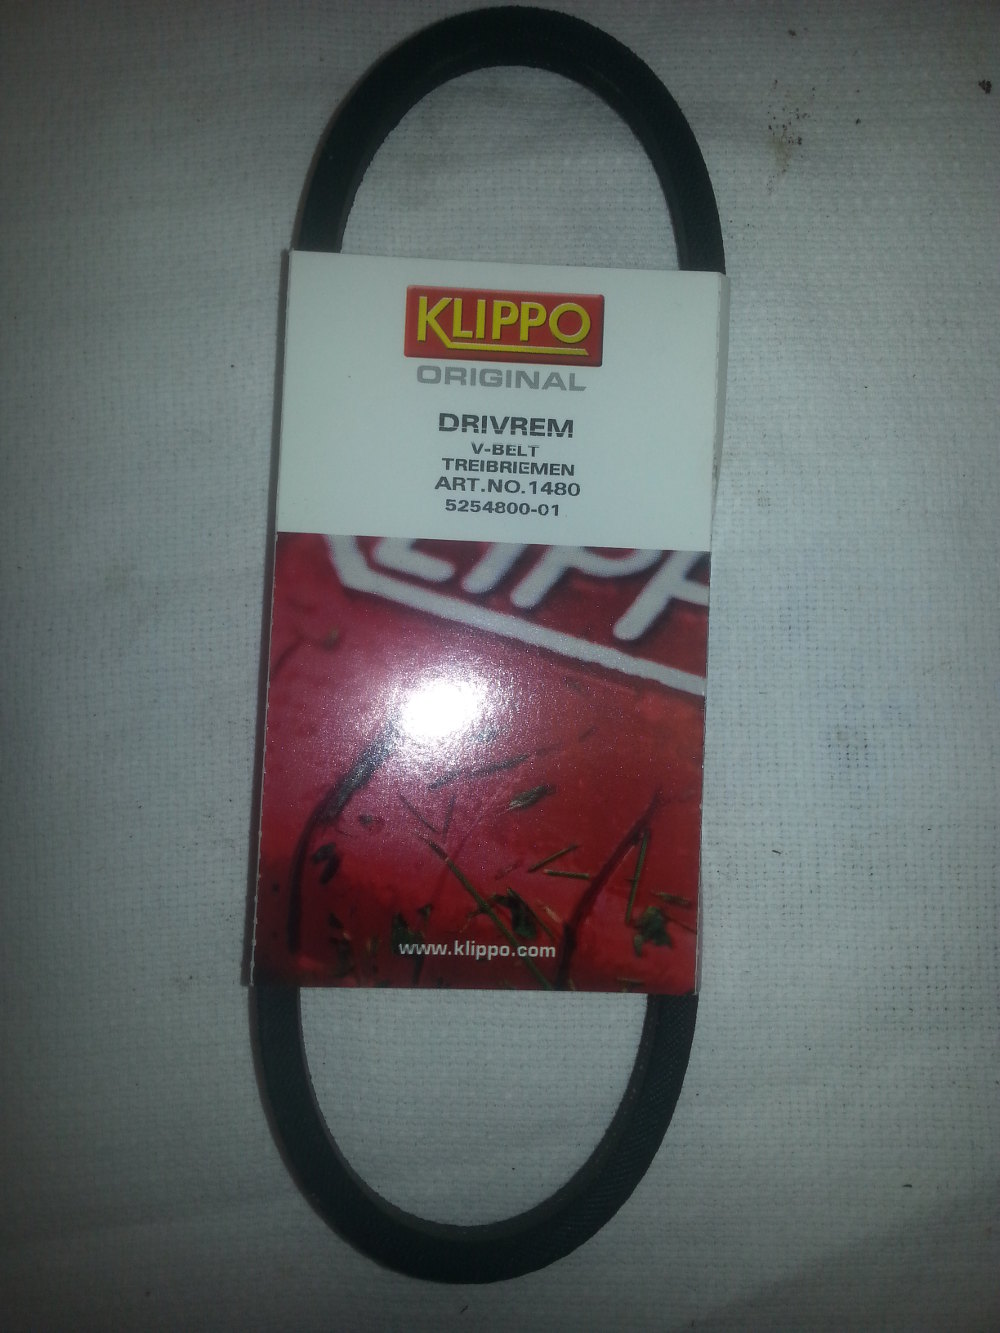 KLIPPO
ORIGINAL
DRIVREM
V-BELT
TREIBRIEMEN
ART.NO.1480
5254800-01
www.klippo.com